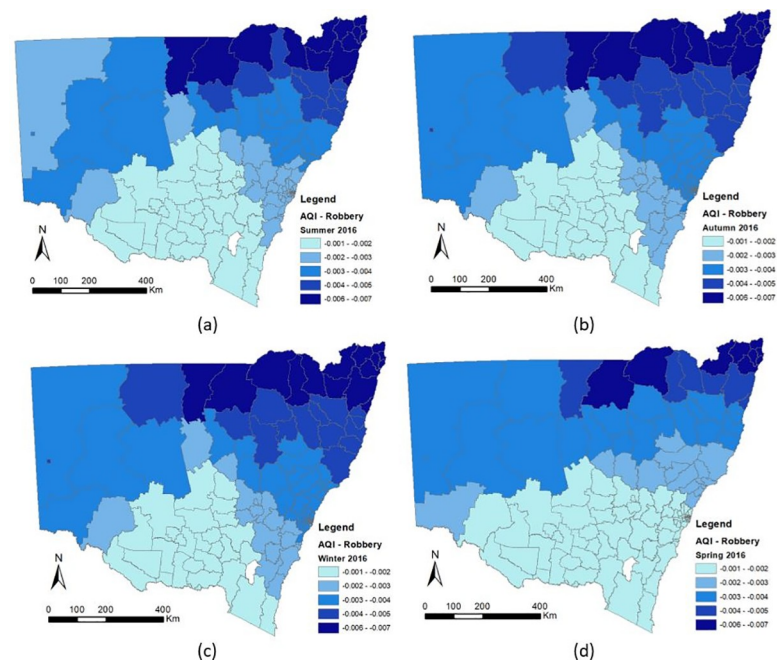 Legend
AQI - Robbery
Summer 2016
-0.001 - -0.002
-0.002 - -0.003
-0.003 - -0.004
-0.004 - -0.005
-0.006 - -0.007
N
0 100 200 400
Km
(a)
Legend
AQI - Robbery
Autumn 2016
-0.001 - -0.002
-0.002 - -0.003
-0.003 - -0.004
-0.004 - -0.005
-0.006 - -0.007
N
0 100 200 400
Km
(b)
Legend
AQI - Robbery
Winter 2016
-0.001 - -0.002
-0.002 - -0.003
-0.003 - -0.004
-0.004 - -0.005
-0.006 - -0.007
N
0 100 200 400
Km
(c)
Legend
AQI - Robbery
Spring 2016
-0.001 - -0.002
-0.002 - -0.003
-0.003 - -0.004
-0.004 - -0.005
-0.006 - -0.007
N
0 100 200 400
Km
(d)